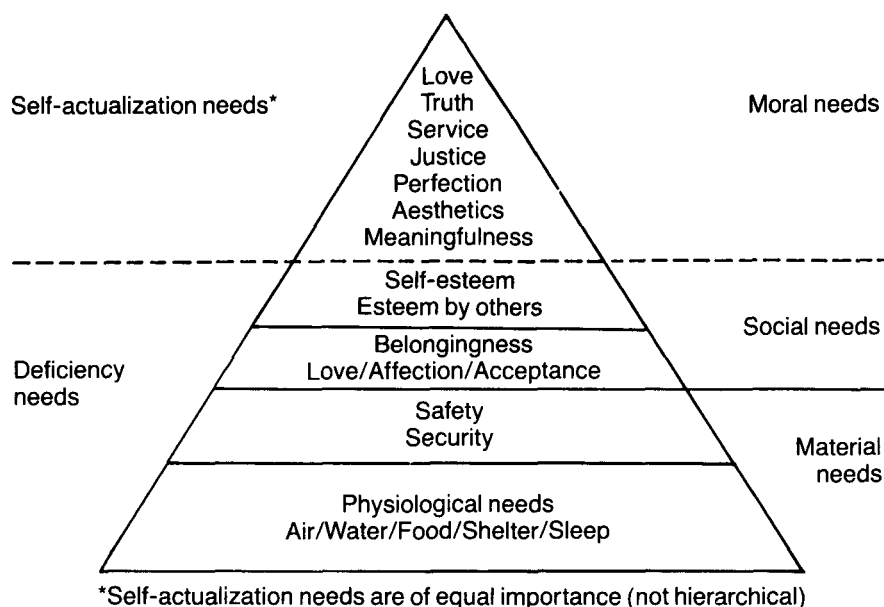 Love
Truth
Self-actualization needs*
Moral needs
Service
Justice
Perfection
Aesthetics
Meaningfulness
Self-esteem
Esteem by others
Social needs
Belongingness
Love/Affection/Acceptance
Deficiency
needs
Safety
Security
Material
needs
Physiological needs
Air/Water/Food/Shelter/Sleep
*Self-actualization needs are of equal importance (not hierarchical)